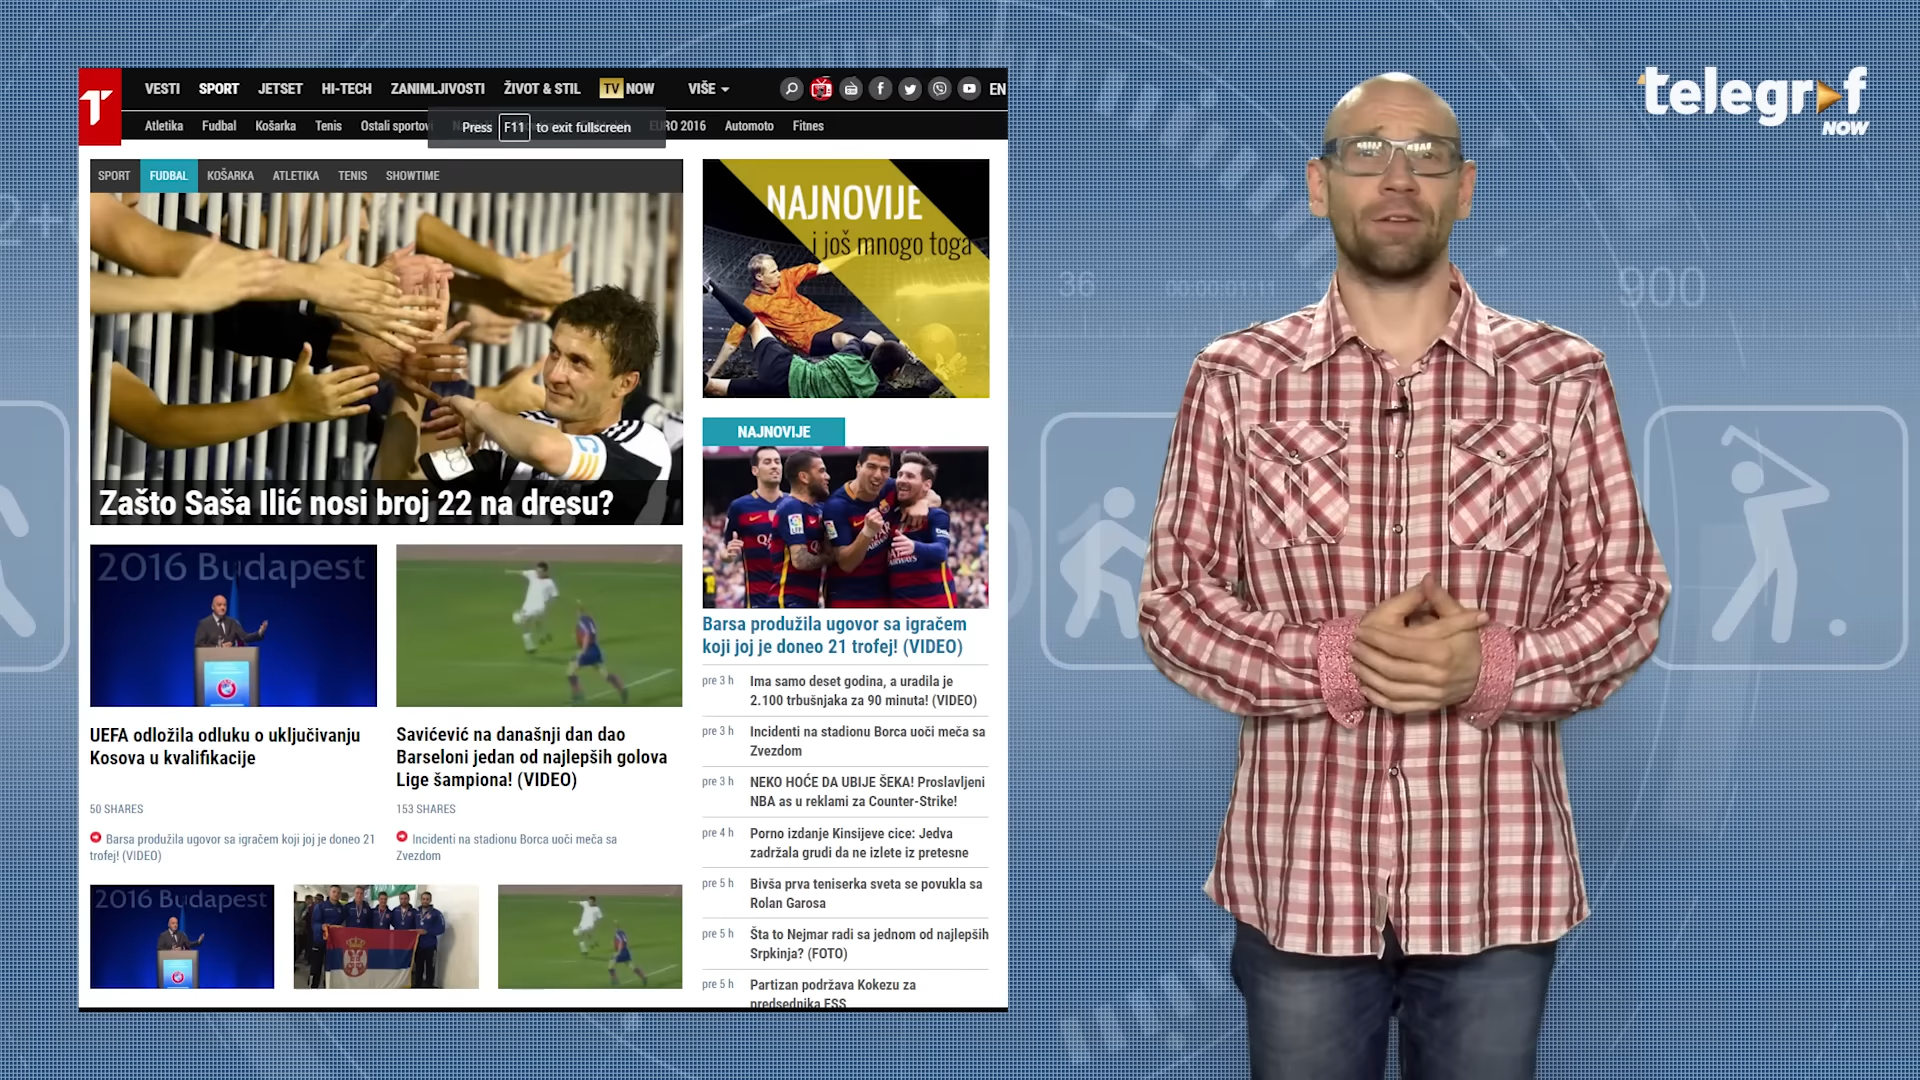 VESTI SPORT JETSET HI-TECH ZANIMLJIVOSTI ŽIVOT & STIL TV NOW VIŠE EN
Atletika Fudbal Košarka Tenis Ostali sportovi EURO 2016 Automoto Fitnes
Press F11 to exit fullscreen
telegraf
NOW
SPORT FUDBAL KOŠARKA ATLETIKA TENIS SHOWTIME
Zašto Saša Ilić nosi broj 22 na dresu?
2016 Budapest
UEFA odložila odluku o uključivanju
Kosova u kvalifikacije
50 SHARES
Barsa produžila ugovor sa igračem koji joj je doneo 21
trofej! (VIDEO)
Savićević na današnji dan dao
Barseloni jedan od najlepših golova
Lige šampiona! (VIDEO)
153 SHARES
Incidenti na stadionu Borca uoči meča sa
Zvezdom
2016 Budapest
NAJNOVIJE
i još mnogo toga
NAJNOVIJE
Barsa produžila ugovor sa igračem
koji joj je doneo 21 trofej! (VIDEO)
pre 3 h Ima samo deset godina, a uradila je
2.100 trbušnjaka za 90 minuta! (VIDEO)
pre 3 h Incidenti na stadionu Borca uoči meča sa
Zvezdom
pre 3 h NEKO HOĆE DA UBIJE ŠEKA! Proslavljeni
NBA as u reklami za Counter-Strike!
pre 4 h Porno izdanje Kinsijeve cice: Jedva
zadržala grudi da ne izlete iz pretesne
pre 5 h Bivša prva teniserka sveta se povukla sa
Rolan Garosa
pre 5 h Šta to Nejmar radi sa jednom od najlepših
Srpkinja? (FOTO)
pre 5 h Partizan podržava Kokezu za
predsednika FSS
36
900